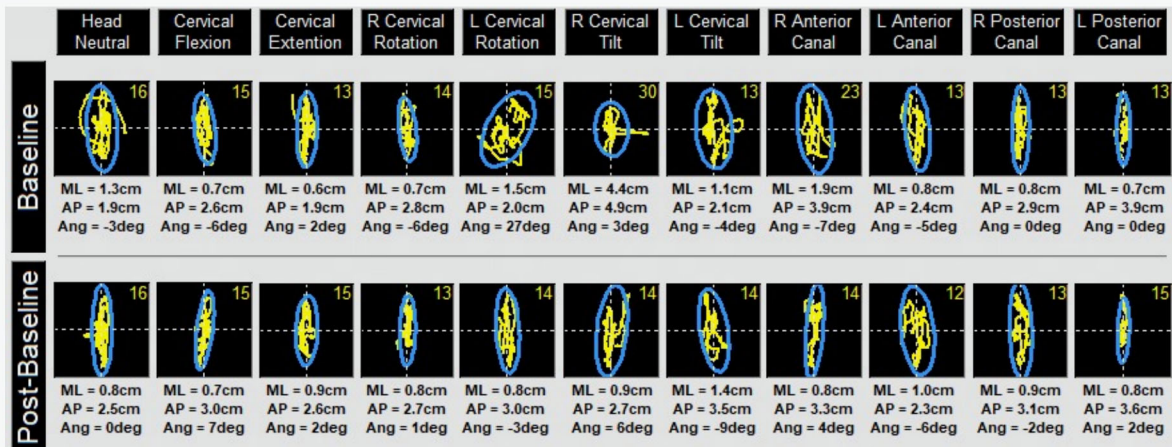 Head Neutral
Cervical Flexion
Cervical Extention
R Cervical Rotation
L Cervical Rotation
R Cervical Tilt
L Cervical Tilt
R Anterior Canal
L Anterior Canal
R Posterior Canal
L Posterior Canal
Baseline
16 15 13 14 15 30 13 23 13 13 13
ML = 1.3cm ML = 0.7cm ML = 0.6cm ML = 0.7cm ML = 1.5cm ML = 4.4cm ML = 1.1cm ML = 1.9cm ML = 0.8cm ML = 0.8cm ML = 0.7cm
AP = 1.9cm AP = 2.6cm AP = 1.9cm AP = 2.8cm AP = 2.0cm AP = 4.9cm AP = 2.1cm AP = 3.9cm AP = 2.4cm AP = 2.9cm AP = 3.9cm
Ang = -3deg Ang = -6deg Ang = 2deg Ang = -6deg Ang = 27deg Ang = 3deg Ang = -4deg Ang = -7deg Ang = -5deg Ang = 0deg Ang = 0deg
Post-Baseline
16 15 15 13 14 14 14 14 12 13 15
ML = 0.8cm ML = 0.7cm ML = 0.9cm ML = 0.8cm ML = 0.8cm ML = 0.9cm ML = 1.4cm ML = 0.8cm ML = 1.0cm ML = 0.9cm ML = 0.8cm
AP = 2.5cm AP = 3.0cm AP = 2.6cm AP = 2.7cm AP = 3.0cm AP = 2.7cm AP = 3.5cm AP = 3.3cm AP = 2.3cm AP = 3.1cm AP = 3.6cm
Ang = 0deg Ang = 7deg Ang = 2deg Ang = 1deg Ang = -3deg Ang = 6deg Ang = -9deg Ang = 4deg Ang = -6deg Ang = -2deg Ang = 2deg